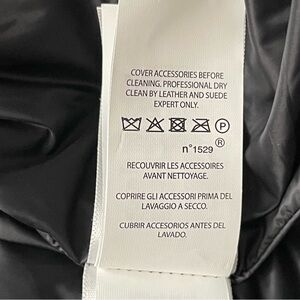 COVER ACCESSORIES BEFORE
CLEANING. PROFESSIONAL DRY
CLEAN BY LEATHER AND SUEDE
EXPERT ONLY.
P
n°1529 ®
RECOUVRIR LES ACCESSOIRES
AVANT NETTOYAGE.
COPRIRE GLI ACCESSORI PRIMA DEL
LAVAGGIO A SECCO.
CUBRIR ACCESORIOS ANTES DEL
LAVADO.